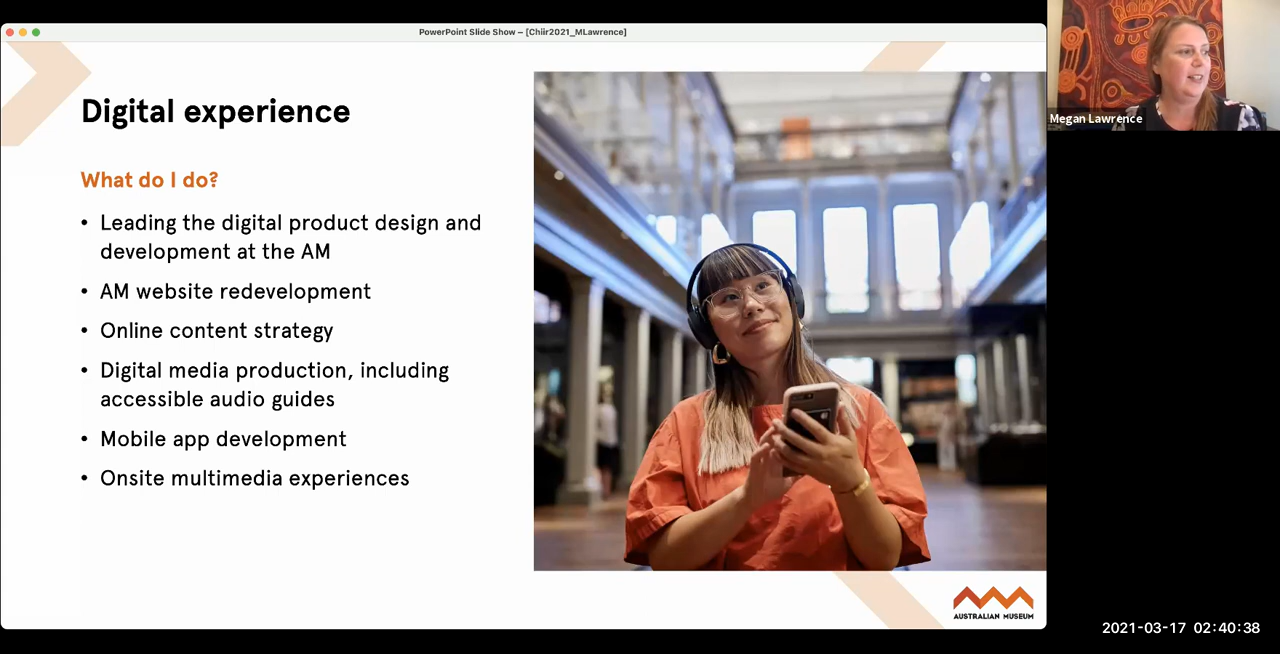 PowerPoint Slide Show – [Chiir2021_MLawrence]
Digital experience
What do I do?
• Leading the digital product design and
development at the AM
• AM website redevelopment
• Online content strategy
• Digital media production, including
accessible audio guides
• Mobile app development
• Onsite multimedia experiences
AUSTRALIAN MUSEUM
Megan Lawrence
2021-03-17 02:40:38